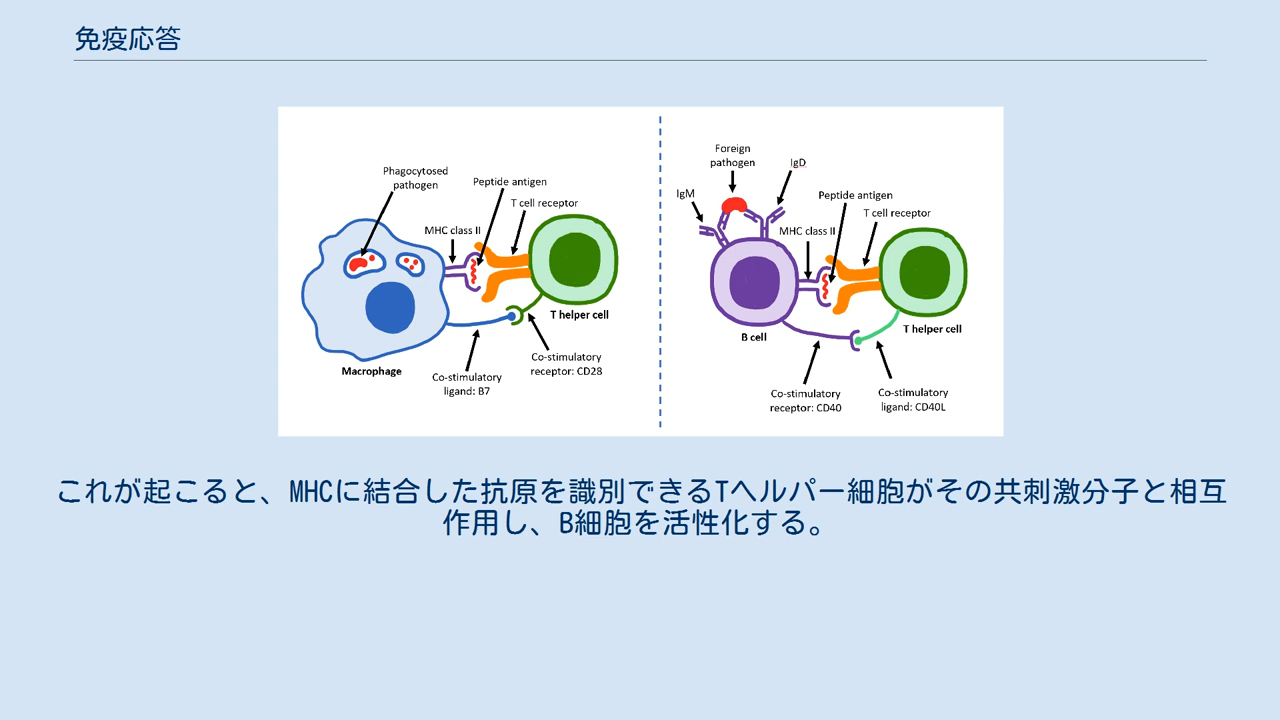 免疫応答
Phagocytosed
pathogen
Peptide antigen
T cell receptor
MHC class II
T helper cell
Macrophage
Co-stimulatory
ligand: B7
Co-stimulatory
receptor: CD28
Foreign
pathogen
IgD
IgM
Peptide antigen
T cell receptor
MHC class II
B cell
T helper cell
Co-stimulatory
receptor: CD40
Co-stimulatory
ligand: CD40L
これが起こると、MHCに結合した抗原を識別できるTヘルパー細胞がその共刺激分子と相互
作用し、B細胞を活性化する。